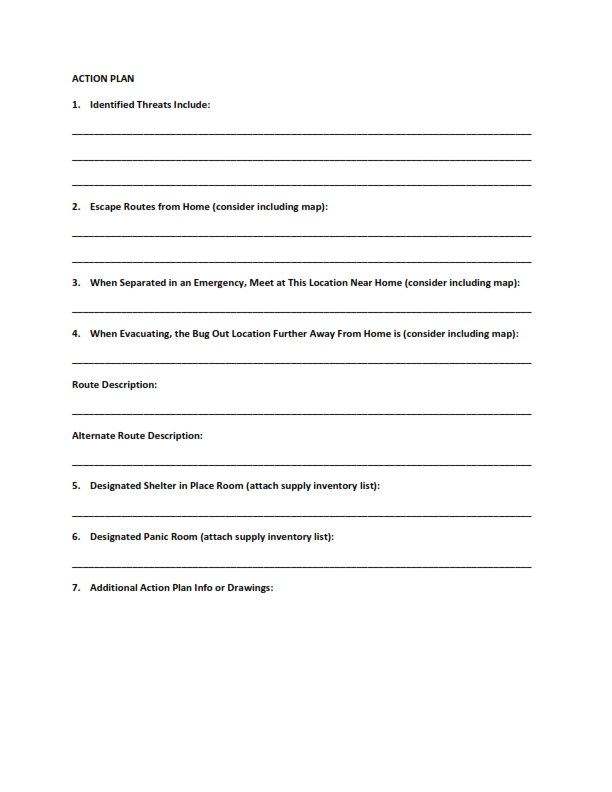 ACTION PLAN
1. Identified Threats Include:
2. Escape Routes from Home (consider including map):
3. When Separated in an Emergency, Meet at This Location Near Home (consider including map):
4. When Evacuating, the Bug Out Location Further Away From Home is (consider including map):
Route Description:
Alternate Route Description:
5. Designated Shelter in Place Room (attach supply inventory list):
6. Designated Panic Room (attach supply inventory list):
7. Additional Action Plan Info or Drawings: